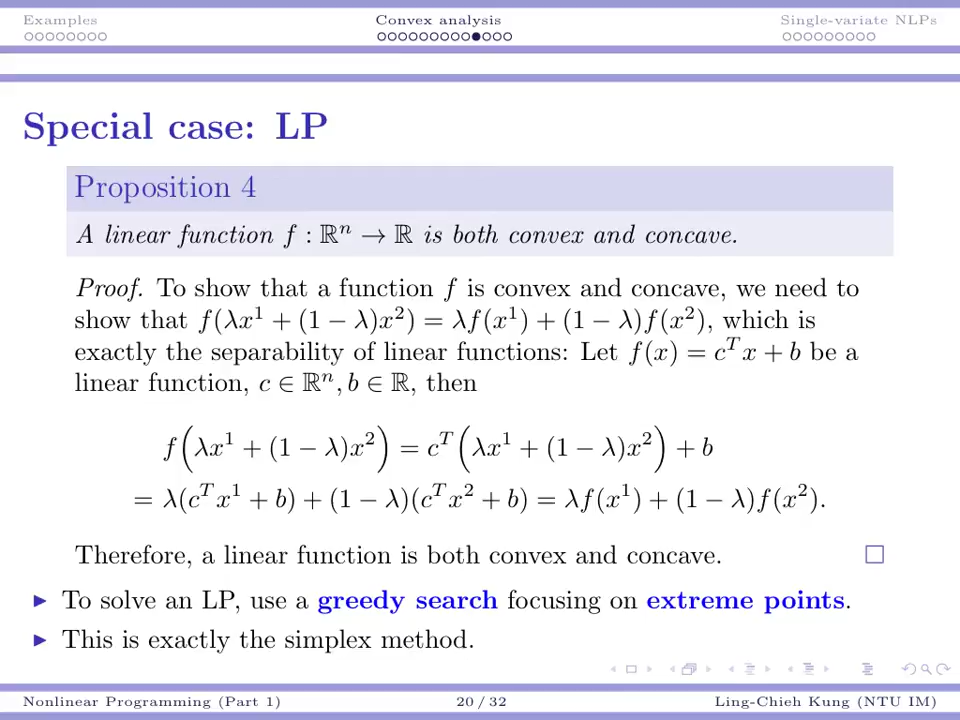 Examples Convex analysis Single-variate NLPs
Special case: LP
Proposition 4
A linear function f : ℝⁿ → ℝ is both convex and concave.
Proof. To show that a function f is convex and concave, we need to
show that f(λx¹ + (1 − λ)x²) = λf(x¹) + (1 − λ)f(x²), which is
exactly the separability of linear functions: Let f(x) = cᵀx + b be a
linear function, c ∈ ℝⁿ, b ∈ ℝ, then
f(λx¹ + (1 − λ)x²) = cᵀ(λx¹ + (1 − λ)x²) + b
= λ(cᵀx¹ + b) + (1 − λ)(cᵀx² + b) = λf(x¹) + (1 − λ)f(x²).
Therefore, a linear function is both convex and concave. □
▶ To solve an LP, use a greedy search focusing on extreme points.
▶ This is exactly the simplex method.
Nonlinear Programming (Part 1) 20 / 32 Ling-Chieh Kung (NTU IM)